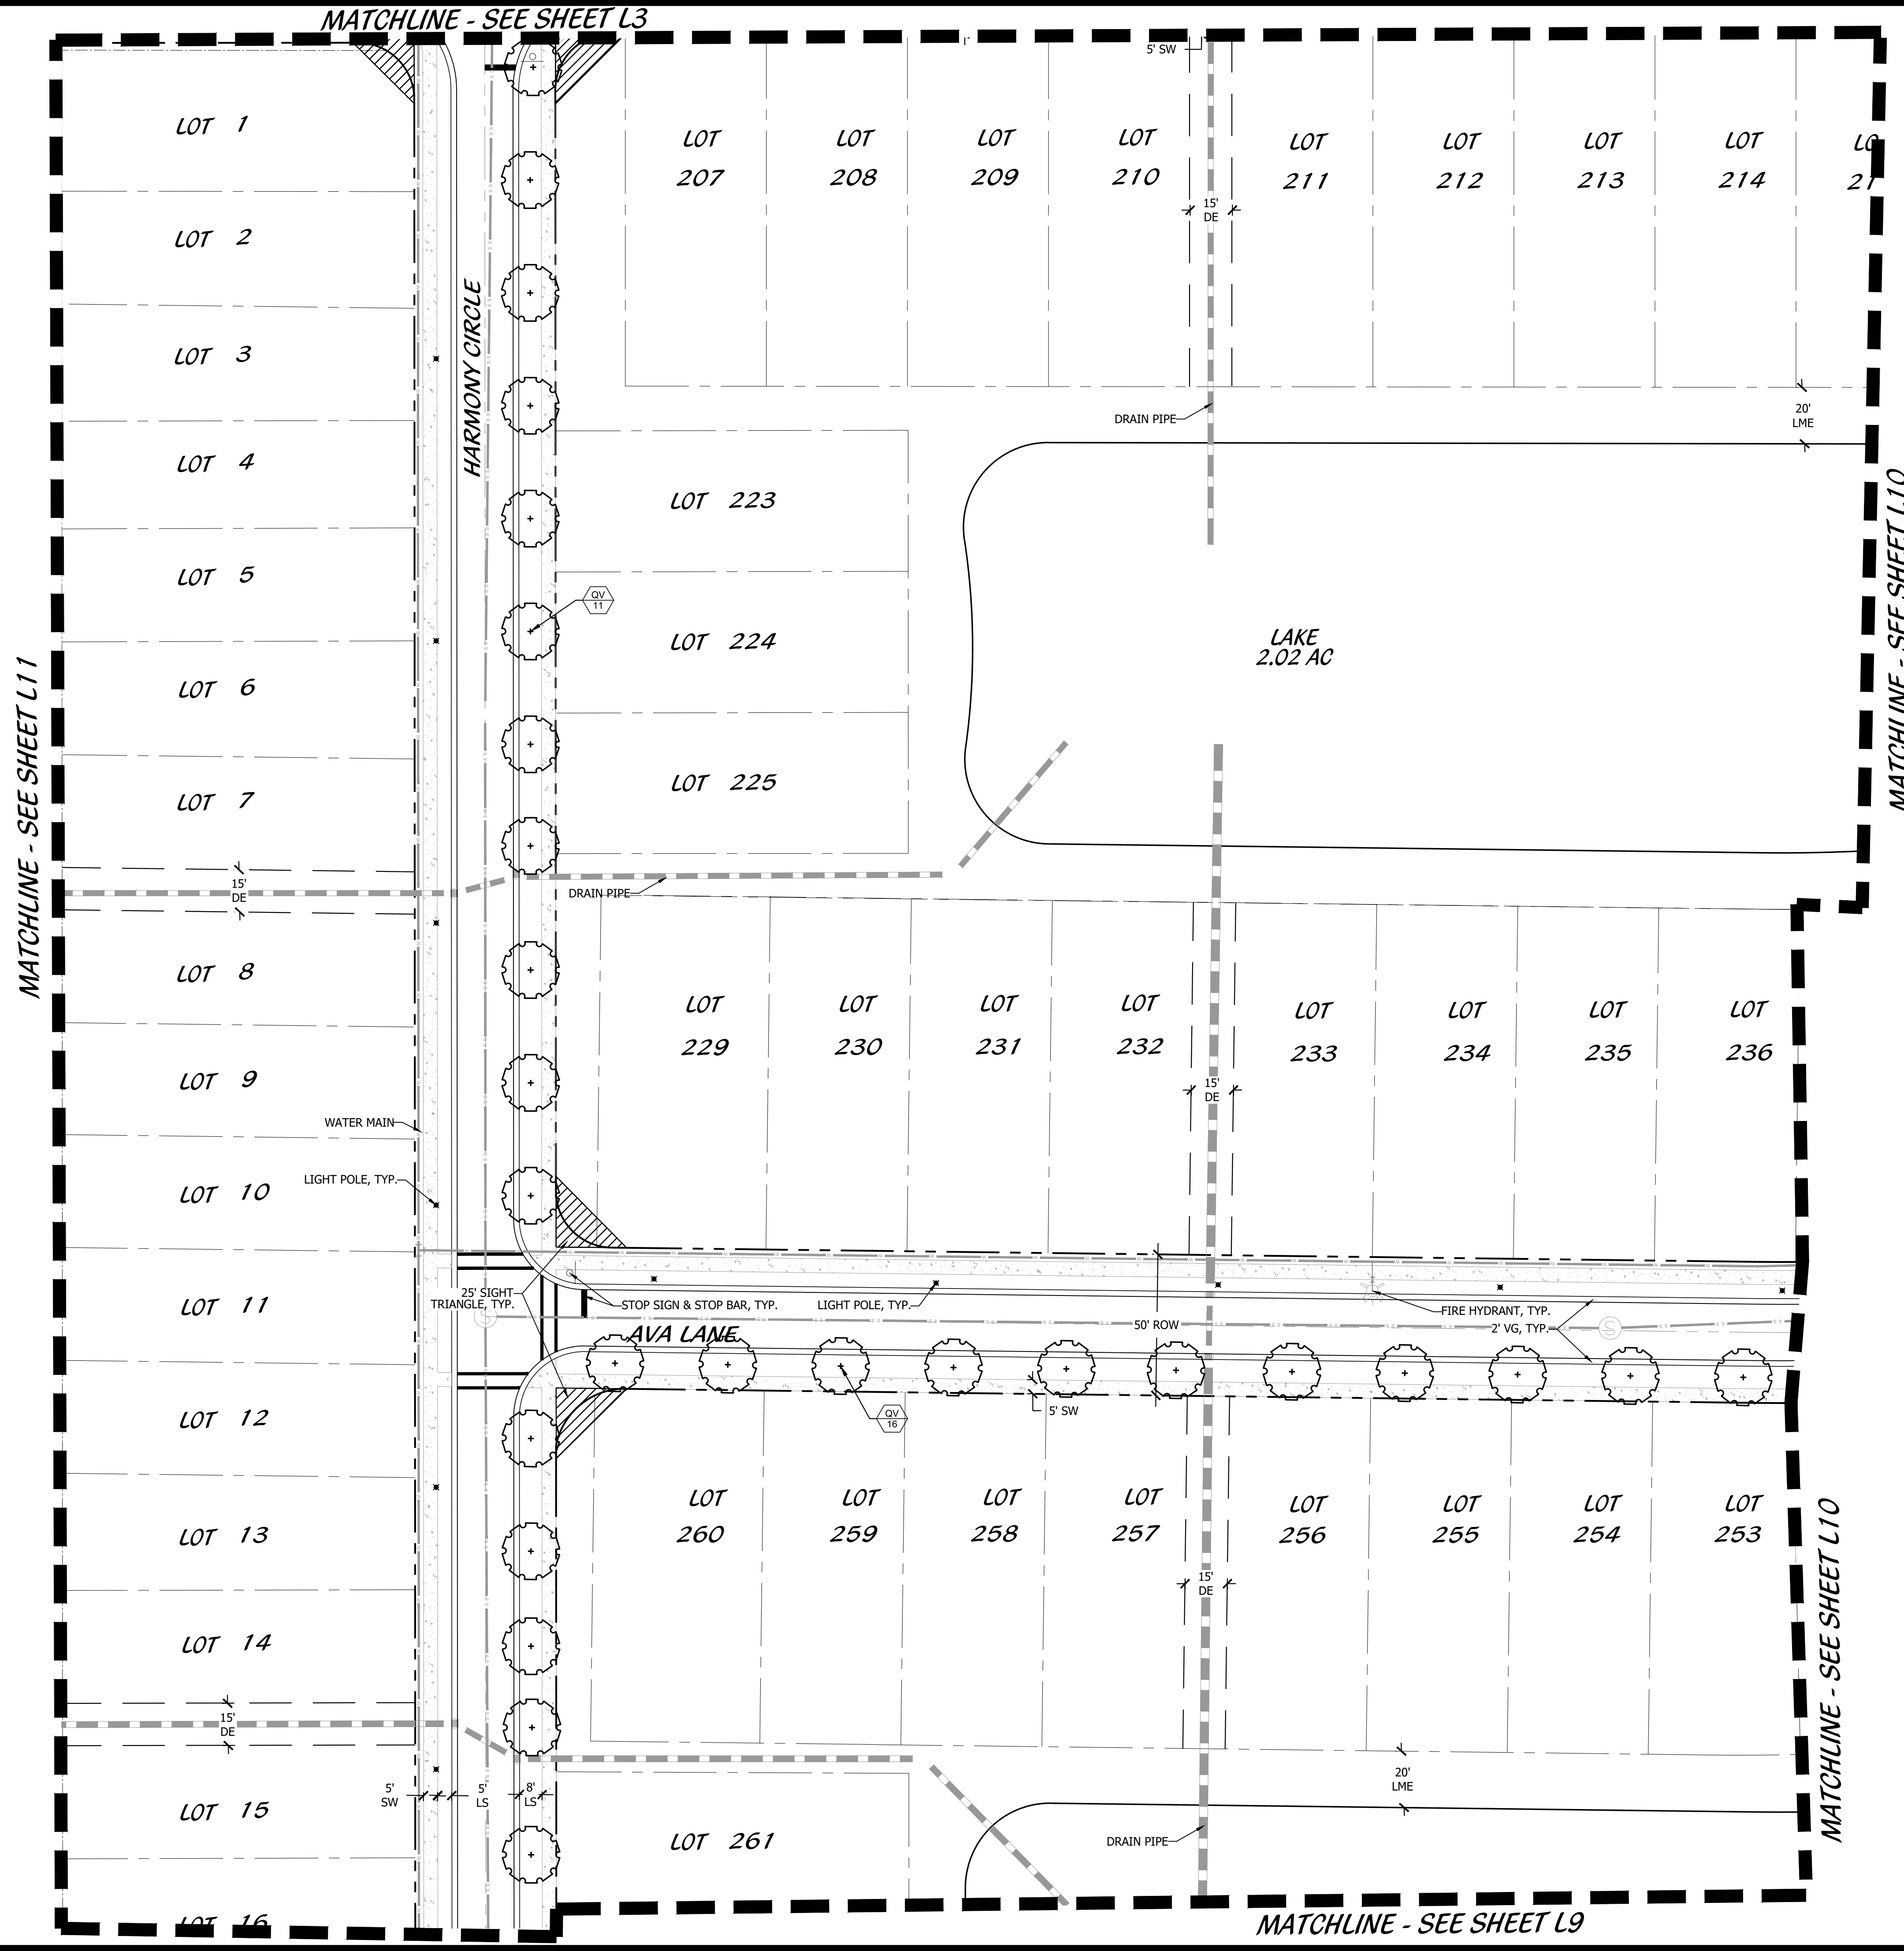 MATCHLINE - SEE SHEET L3
5' SW
LOT 1
LOT 2
LOT 3
LOT 4
LOT 5
LOT 6
LOT 7
15'
DE
LOT 8
LOT 9
WATER MAIN
LOT 10
LIGHT POLE, TYP.
LOT 11
LOT 12
LOT 13
LOT 14
15'
DE
LOT 15
LOT 16
MATCHLINE - SEE SHEET L11
HARMONY CIRCLE
LOT
207
LOT
208
LOT
209
LOT
210
15'
DE
LOT
211
LOT
212
LOT
213
LOT
214
LO
21
DRAIN PIPE
20'
LME
LOT 223
QV
11
LOT 224
LOT 225
LAKE
2.02 AC
MATCHLINE - SEE SHEET L10
DRAIN PIPE
LOT
229
LOT
230
LOT
231
LOT
232
15'
DE
LOT
233
LOT
234
LOT
235
LOT
236
25' SIGHT
TRIANGLE, TYP.
STOP SIGN & STOP BAR, TYP.
LIGHT POLE, TYP.
FIRE HYDRANT, TYP.
50' ROW
2' VG, TYP.
AVA LANE
QV
16
5' SW
LOT
260
LOT
259
LOT
258
LOT
257
15'
DE
LOT
256
LOT
255
LOT
254
LOT
253
MATCHLINE - SEE SHEET L10
5'
SW
5'
LS
8'
LS
20'
LME
LOT 261
DRAIN PIPE
MATCHLINE - SEE SHEET L9